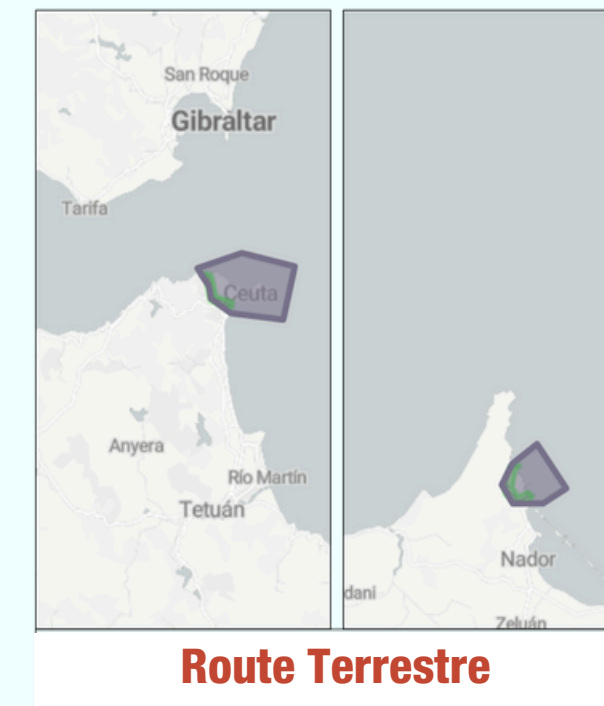 San Roque
Gibraltar
Tarifa
Ceuta
Anyera
Río Martín
Tetuán
Nador
dani
Zeluán
Route Terrestre